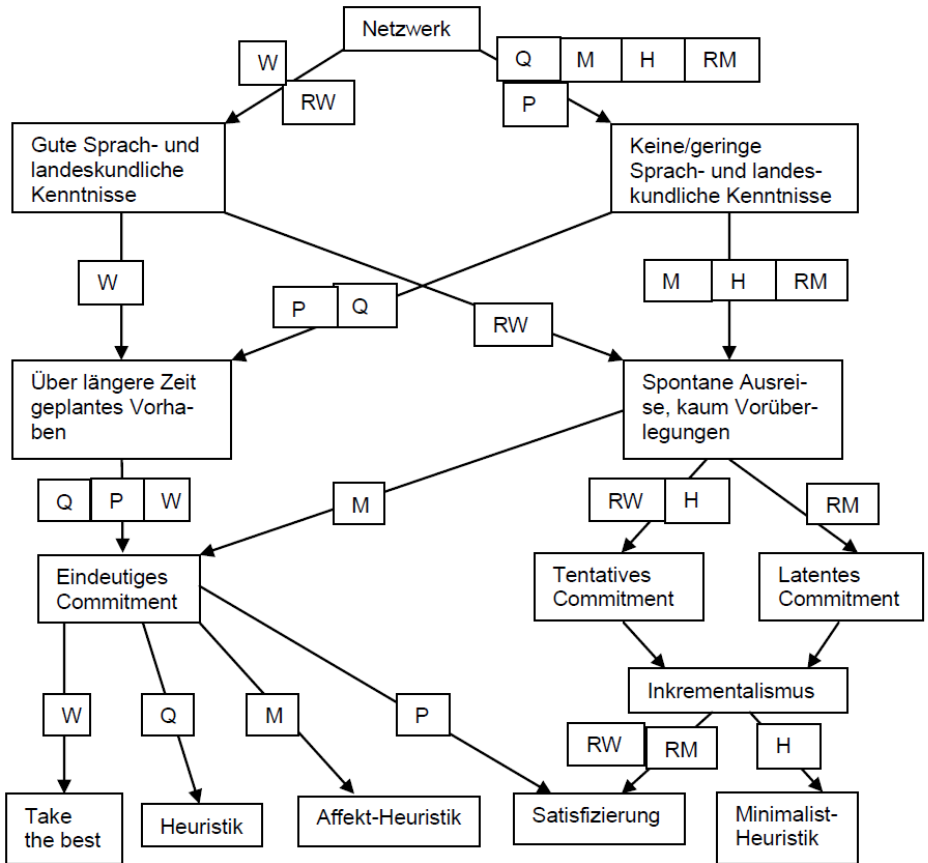 Netzwerk
W
Q M H RM
RW
P
Gute Sprach- und
landeskundliche
Kenntnisse
Keine/geringe
Sprach- und landes-
kundliche Kenntnisse
W
M H RM
P Q
RW
Über längere Zeit
geplantes Vorha-
ben
Spontane Ausrei-
se, kaum Vorüber-
legungen
Q P W
M
RW H
RM
Eindeutiges
Commitment
Tentatives
Commitment
Latentes
Commitment
Inkrementalismus
W
Q
M
P
RW RM
H
Take
the best
Heuristik
Affekt-Heuristik
Satisfizierung
Minimalist-
Heuristik